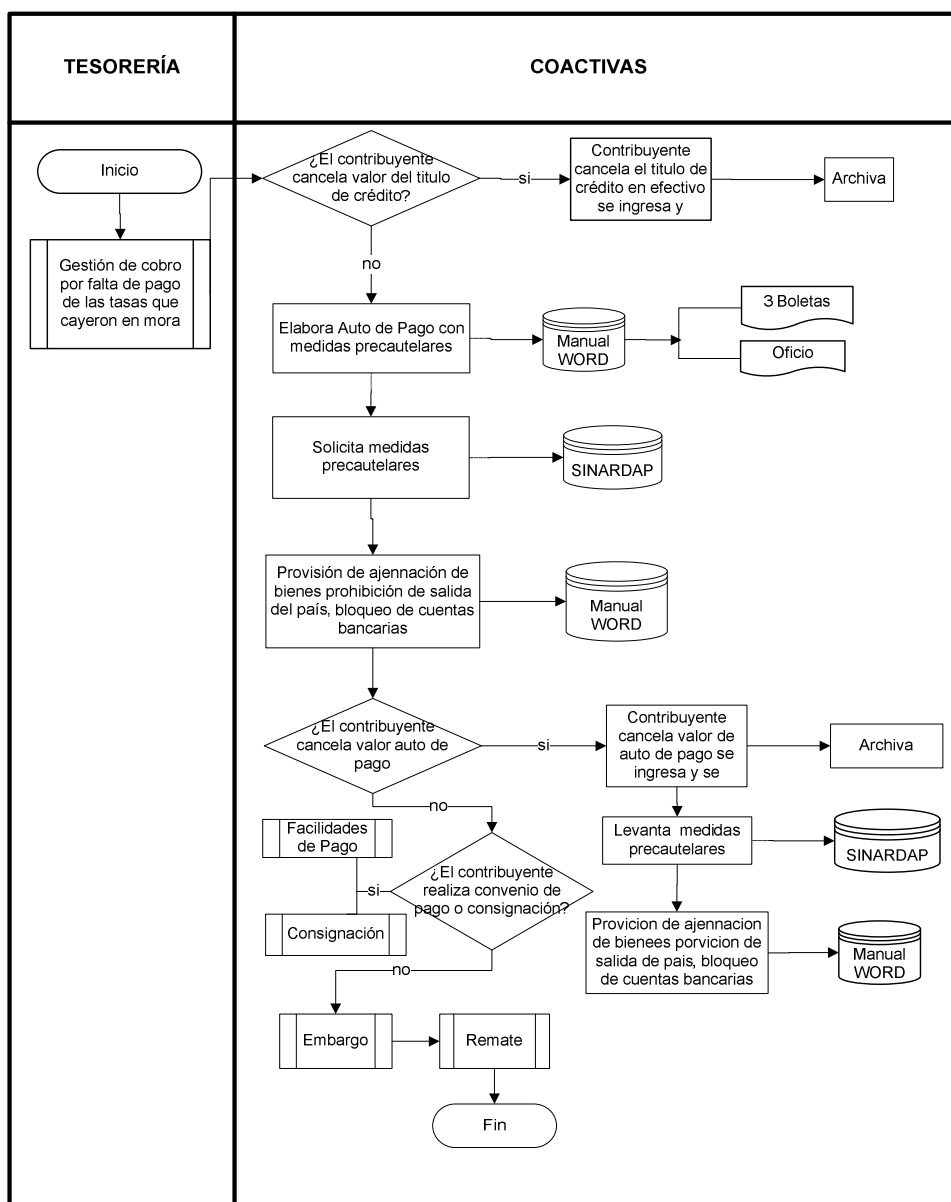 TESORERÍA
COACTIVAS
Inicio
Gestión de cobro
por falta de pago
de las tasas que
cayeron en mora
¿El contribuyente
cancela valor del titulo
de crédito?
si
Contribuyente
cancela el titulo de
crédito en efectivo
se ingresa y
Archiva
no
Elabora Auto de Pago con
medidas precautelares
Manual
WORD
3 Boletas
Oficio
Solicita medidas
precautelares
SINARDAP
Provisión de ajennación de
bienes prohibición de salida
del país, bloqueo de cuentas
bancarias
Manual
WORD
¿El contribuyente
cancela valor auto de
pago
si
Contribuyente
cancela valor de
auto de pago se
ingresa y se
Archiva
no
Facilidades
de Pago
Levanta medidas
precautelares
SINARDAP
¿El contribuyente
realiza convenio de
pago o consignación?
si
Consignación
Provicion de ajennacion
de bienees porvicion de
salida de pais, bloqueo
de cuentas bancarias
Manual
WORD
no
Embargo
Remate
Fin